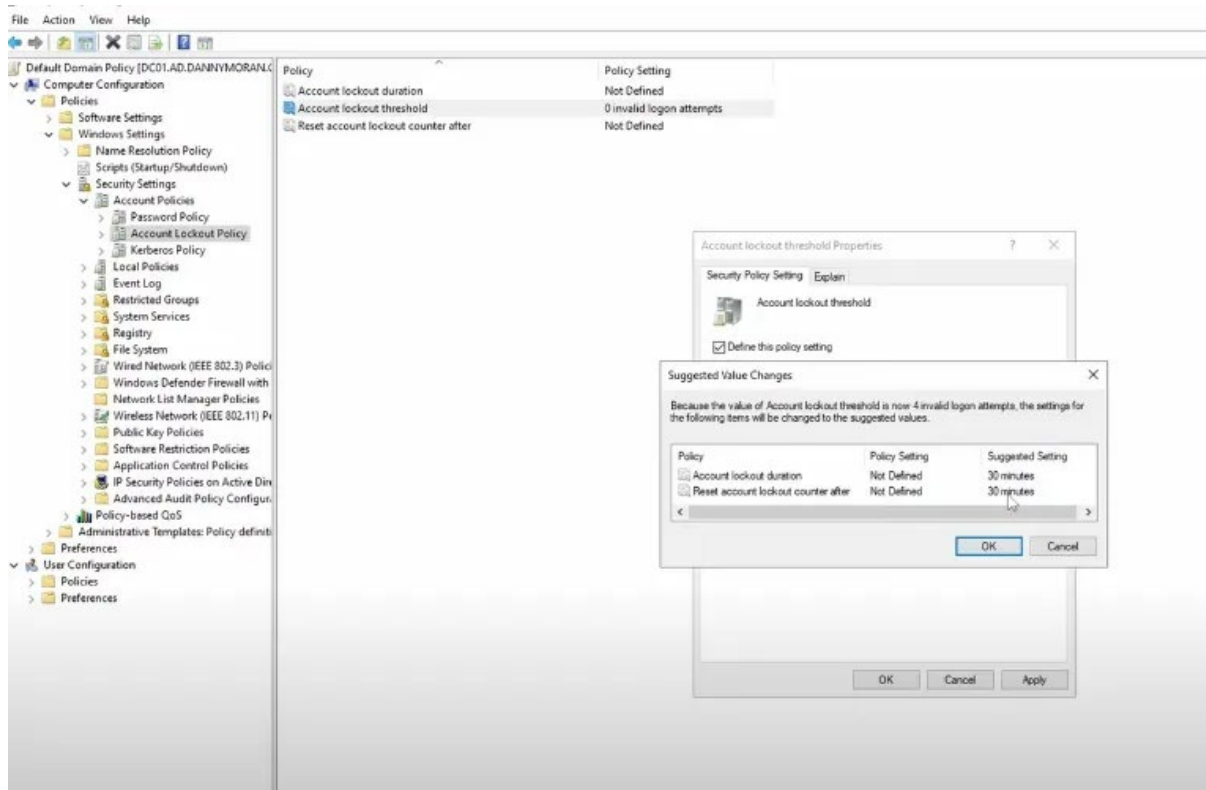 File Action View Help
Default Domain Policy [DC01.AD.DANNYMORAN.C
Computer Configuration
Policies
Software Settings
Windows Settings
Name Resolution Policy
Scripts (Startup/Shutdown)
Security Settings
Account Policies
Password Policy
Account Lockout Policy
Kerberos Policy
Local Policies
Event Log
Restricted Groups
System Services
Registry
File System
Wired Network (IEEE 802.3) Polici
Windows Defender Firewall with
Network List Manager Policies
Wireless Network (IEEE 802.11) P
Public Key Policies
Software Restriction Policies
Application Control Policies
IP Security Policies on Active Dire
Advanced Audit Policy Configur
Policy-based QoS
Administrative Templates: Policy definiti
Preferences
User Configuration
Policies
Preferences
Policy Policy Setting
Account lockout duration Not Defined
Account lockout threshold 0 invalid logon attempts
Reset account lockout counter after Not Defined
Account lockout threshold Properties ?
Security Policy Setting Explain
Account lockout threshold
Define this policy setting
Suggested Value Changes
Because the value of Account lockout threshold is now 4 invalid logon attempts, the settings for
the following items will be changed to the suggested values.
Policy Policy Setting Suggested Setting
Account lockout duration Not Defined 30 minutes
Reset account lockout counter after Not Defined 30 minutes
OK Cancel
OK Cancel Apply